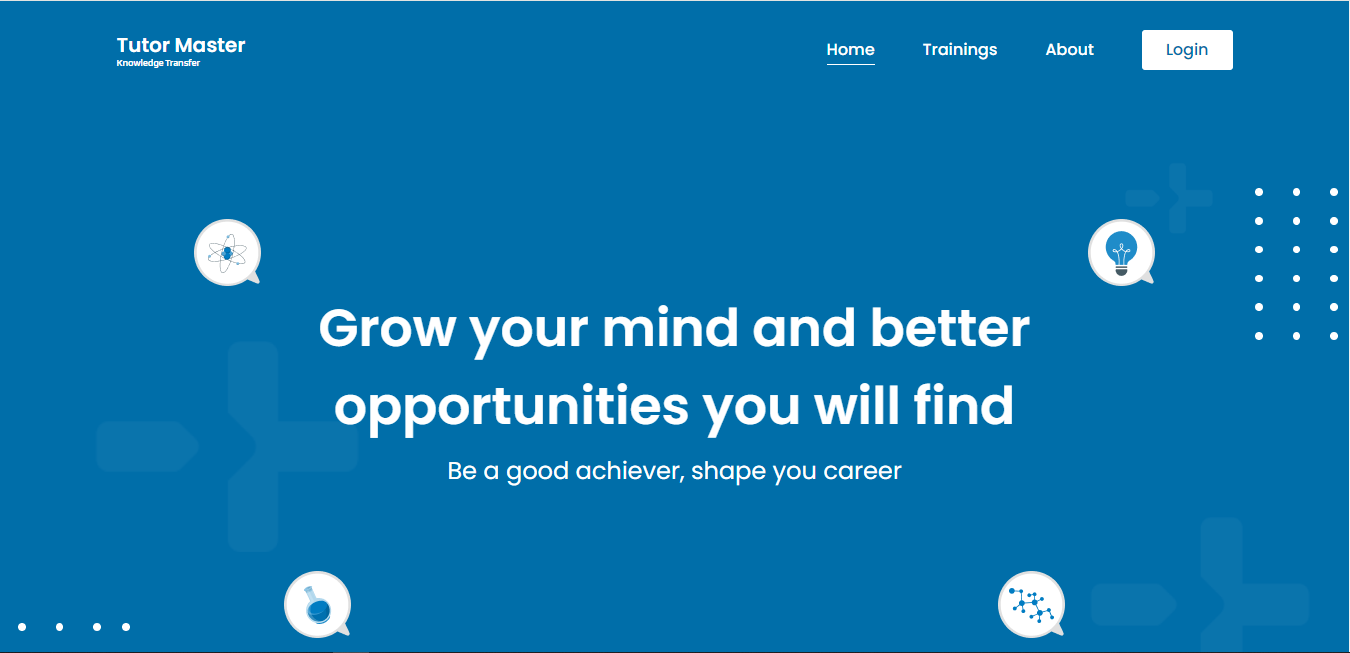 Tutor Master
Knowledge Transfer
Home
Trainings
About
Login
Grow your mind and better
opportunities you will find
Be a good achiever, shape you career